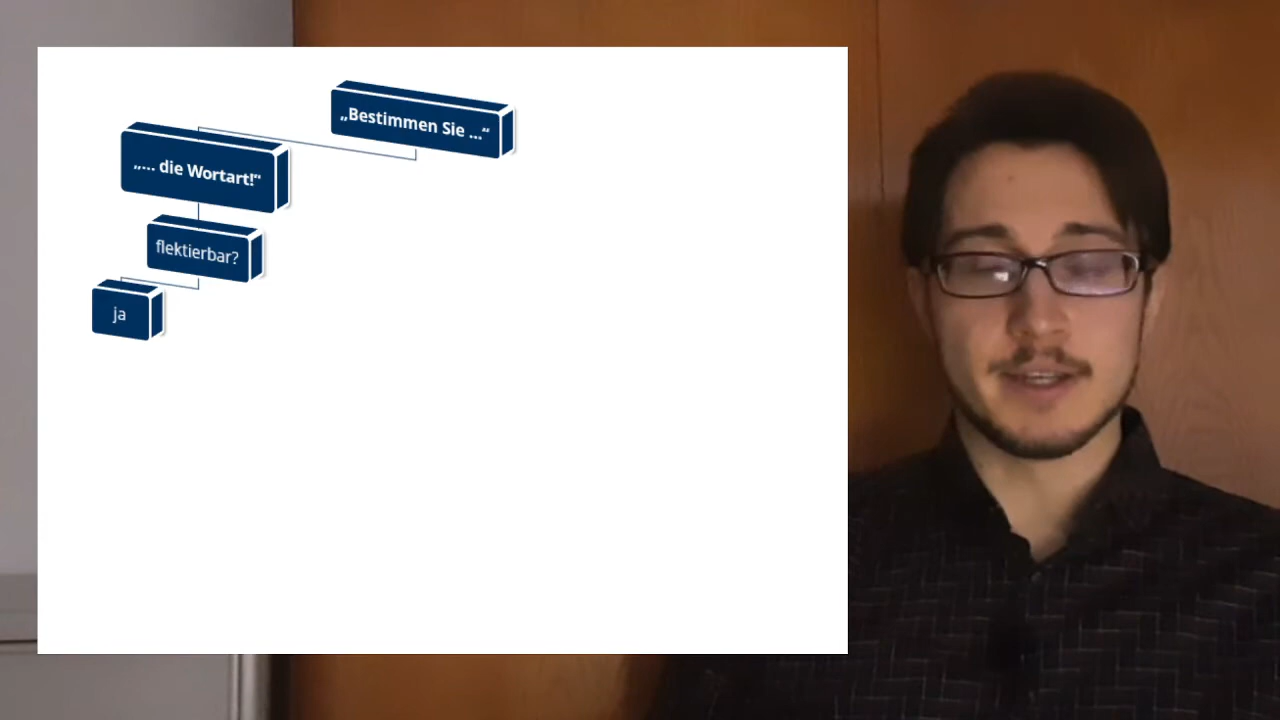 „Bestimmen Sie ...“
„... die Wortart!“
flektierbar?
ja